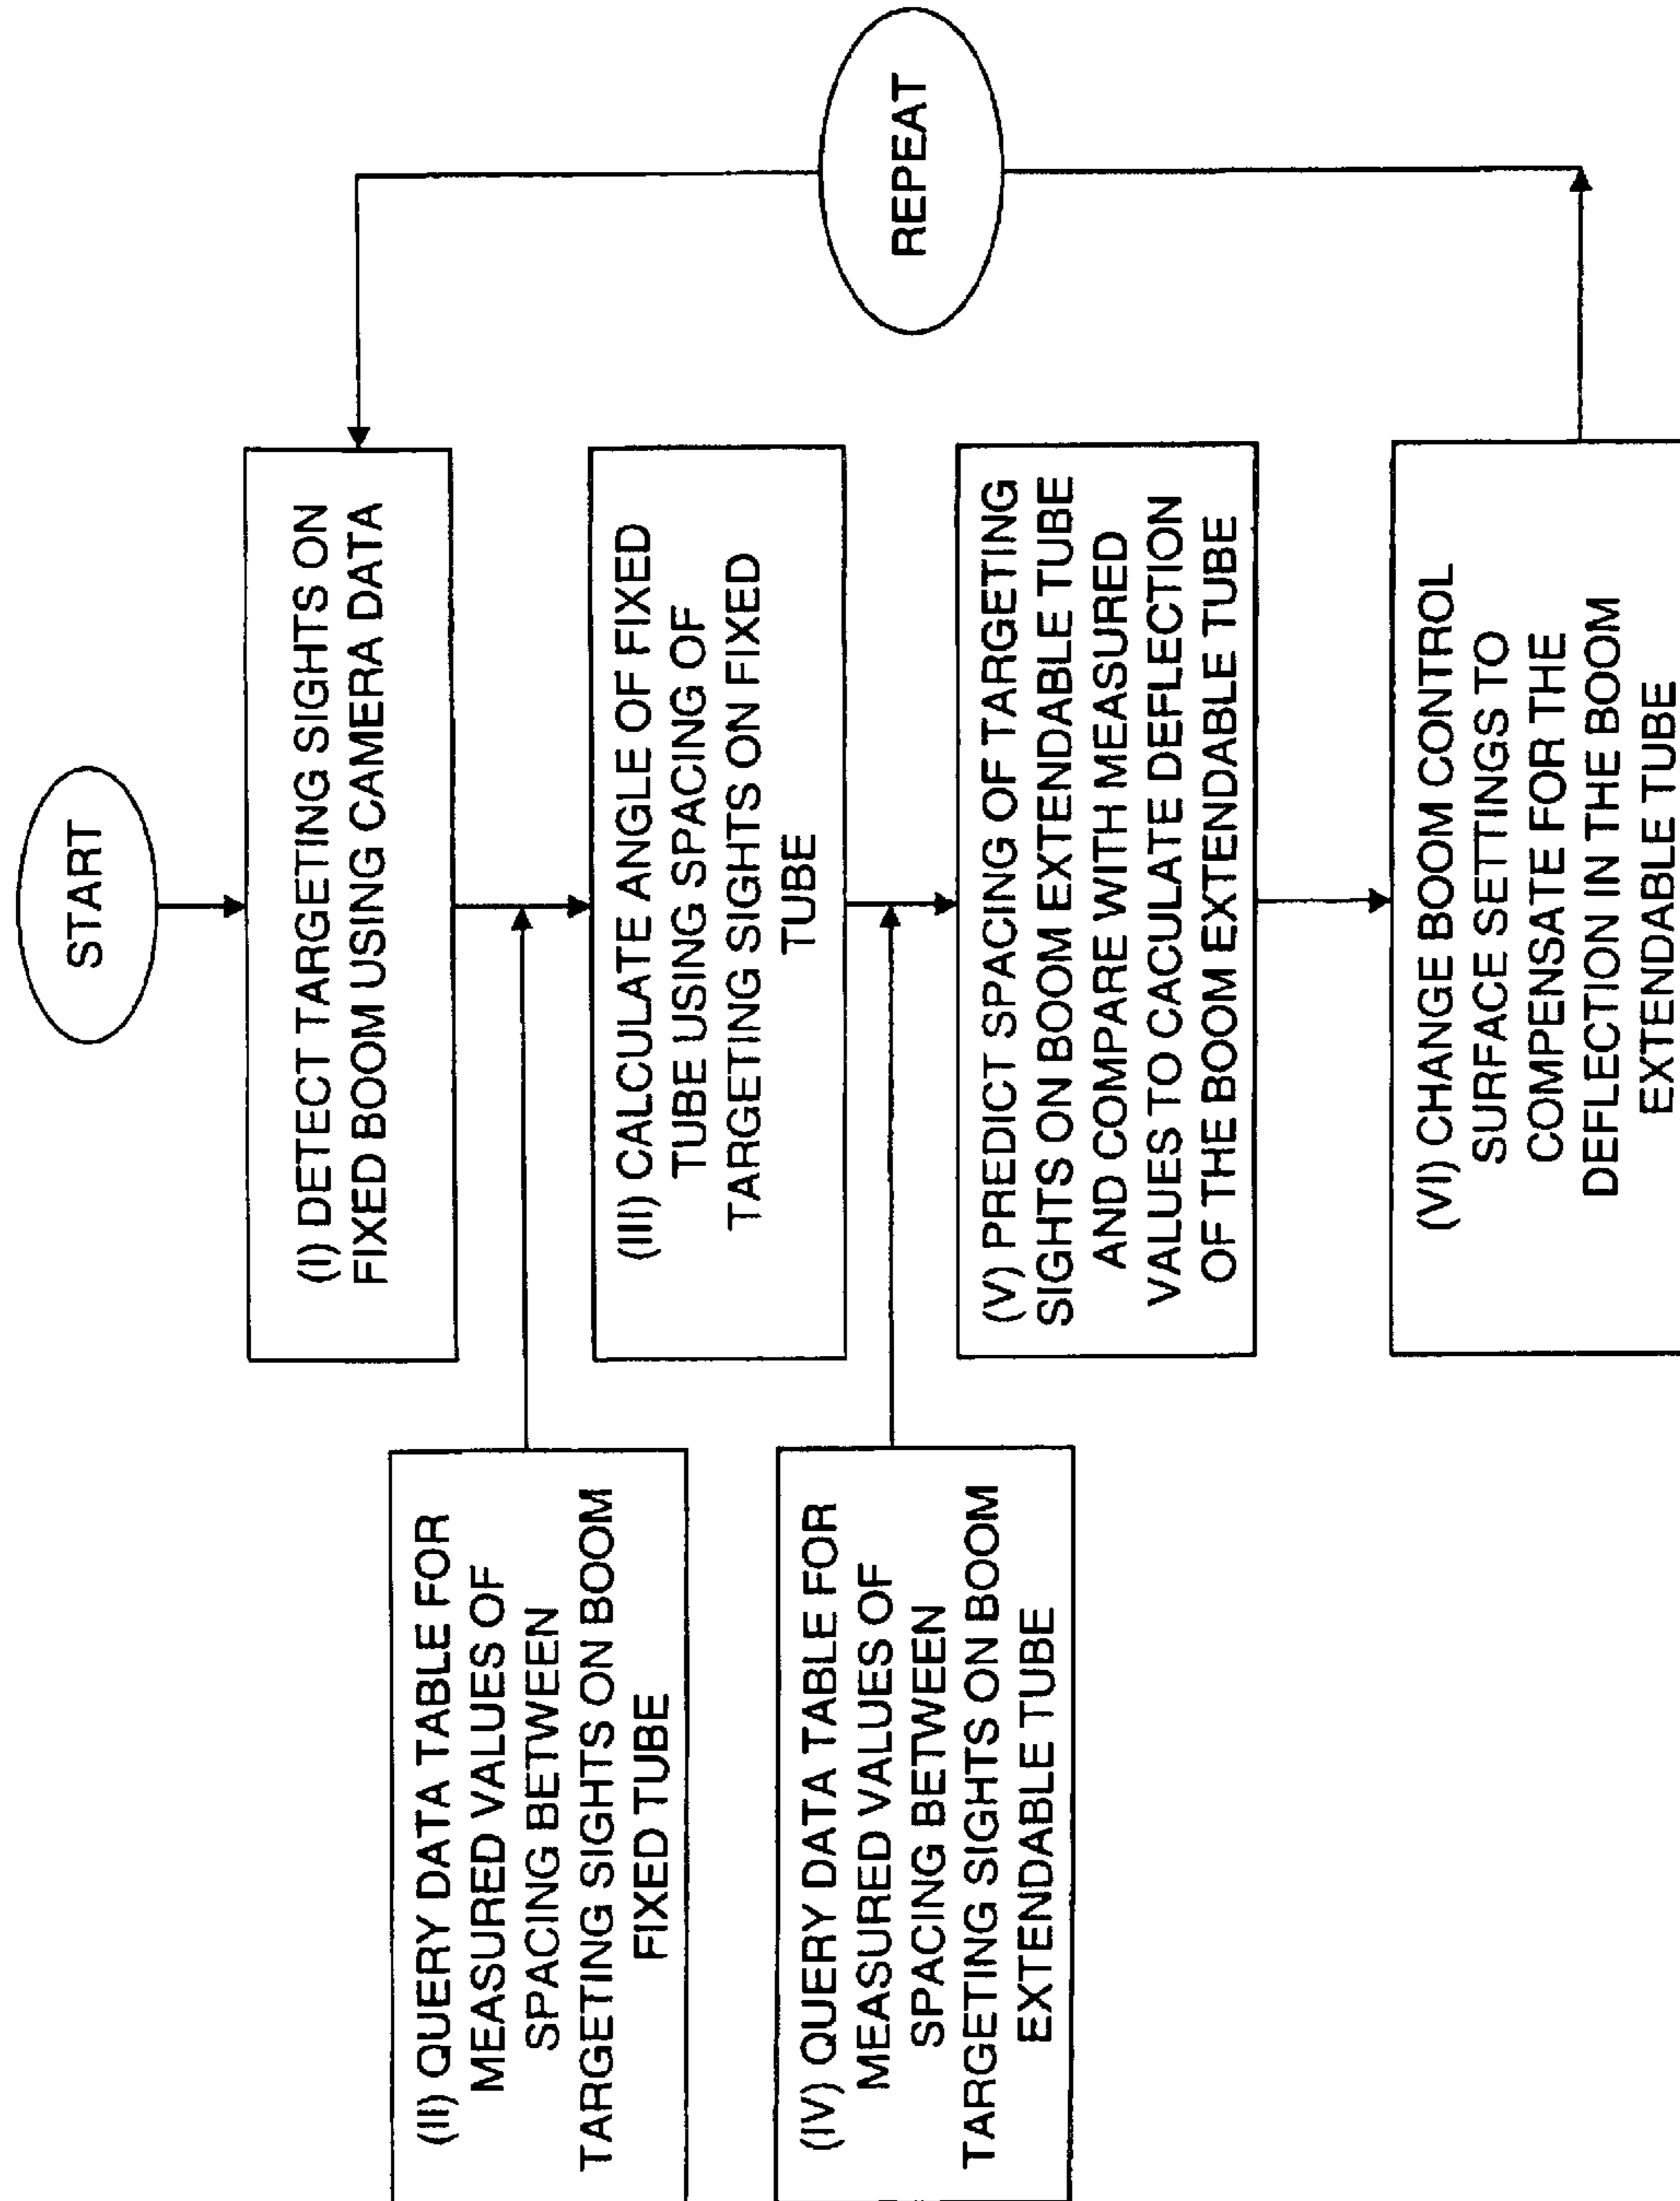 START
(I) DETECT TARGETING SIGHTS ON
FIXED BOOM USING CAMERA DATA
(II) QUERY DATA TABLE FOR
MEASURED VALUES OF
SPACING BETWEEN
TARGETING SIGHTS ON BOOM
FIXED TUBE
(III) CALCULATE ANGLE OF FIXED
TUBE USING SPACING OF
TARGETING SIGHTS ON FIXED
TUBE
(IV) QUERY DATA TABLE FOR
MEASURED VALUES OF
SPACING BETWEEN
TARGETING SIGHTS ON BOOM
EXTENDABLE TUBE
(V) PREDICT SPACING OF TARGETING
SIGHTS ON BOOM EXTENDABLE TUBE
AND COMPARE WITH MEASURED
VALUES TO CACULATE DEFLECTION
OF THE BOOM EXTENDABLE TUBE
(VI) CHANGE BOOM CONTROL
SURFACE SETTINGS TO
COMPENSATE FOR THE
DEFLECTION IN THE BOOM
EXTENDABLE TUBE
REPEAT